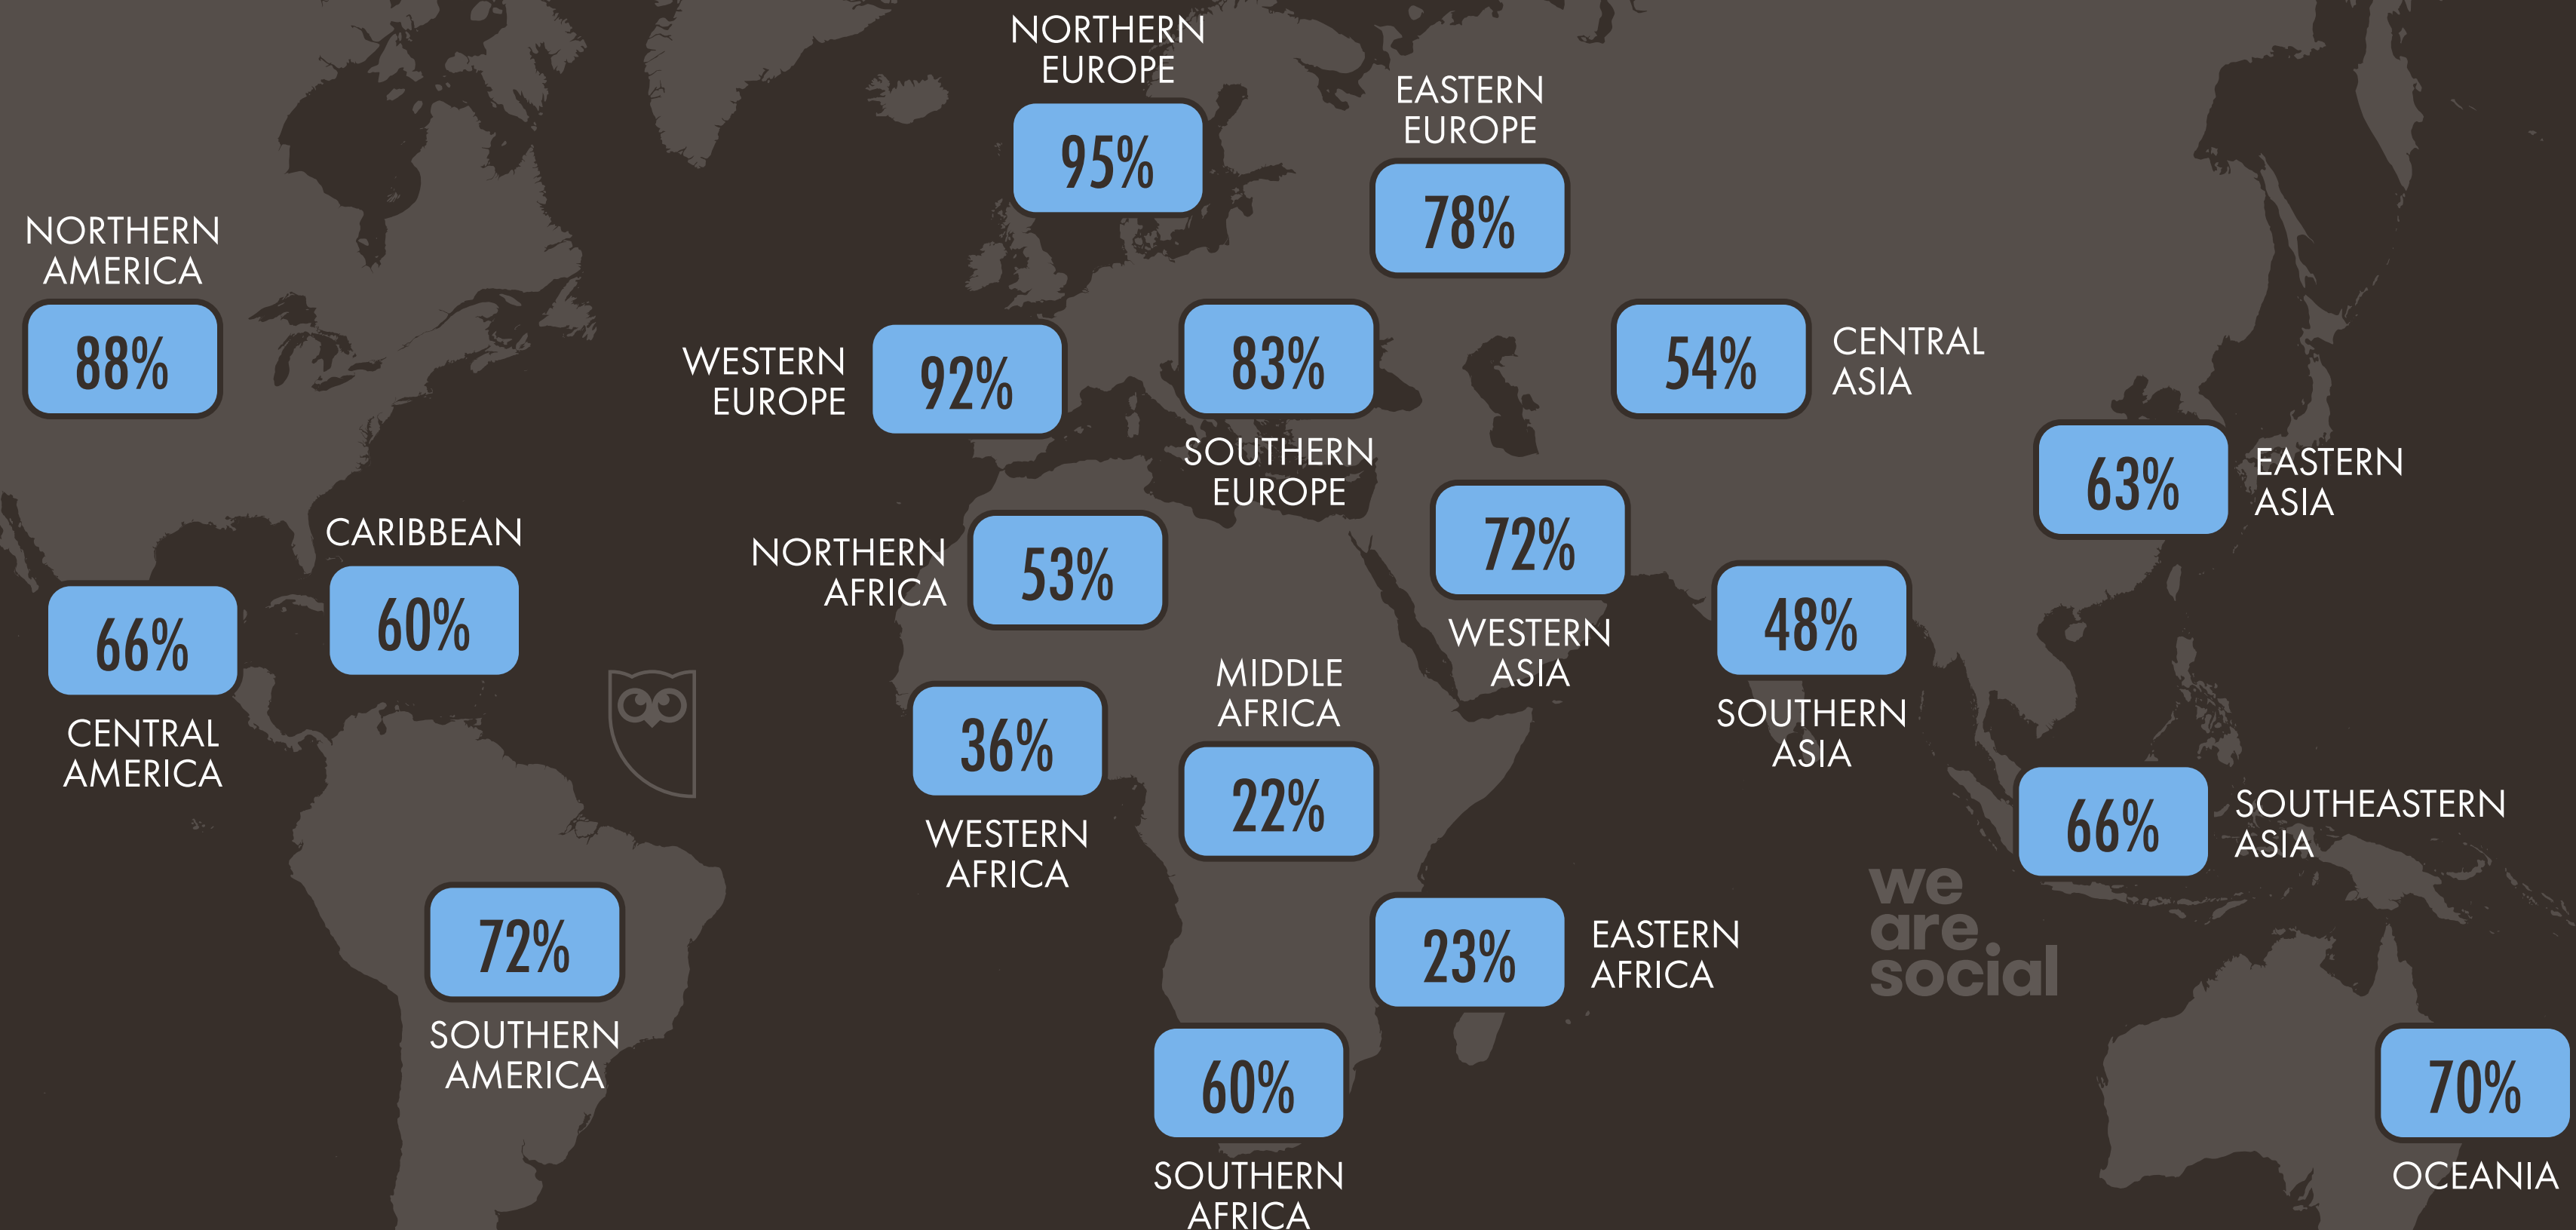 NORTHERN
EUROPE
95%
EASTERN
EUROPE
78%
NORTHERN
AMERICA
88%
WESTERN
EUROPE
92%
83%
SOUTHERN
EUROPE
54%
CENTRAL
ASIA
63%
EASTERN
ASIA
CARIBBEAN
60%
66%
CENTRAL
AMERICA
NORTHERN
AFRICA
53%
72%
WESTERN
ASIA
48%
SOUTHERN
ASIA
36%
WESTERN
AFRICA
MIDDLE
AFRICA
22%
66%
SOUTHEASTERN
ASIA
72%
SOUTHERN
AMERICA
23%
EASTERN
AFRICA
we
are
social
60%
SOUTHERN
AFRICA
70%
OCEANIA